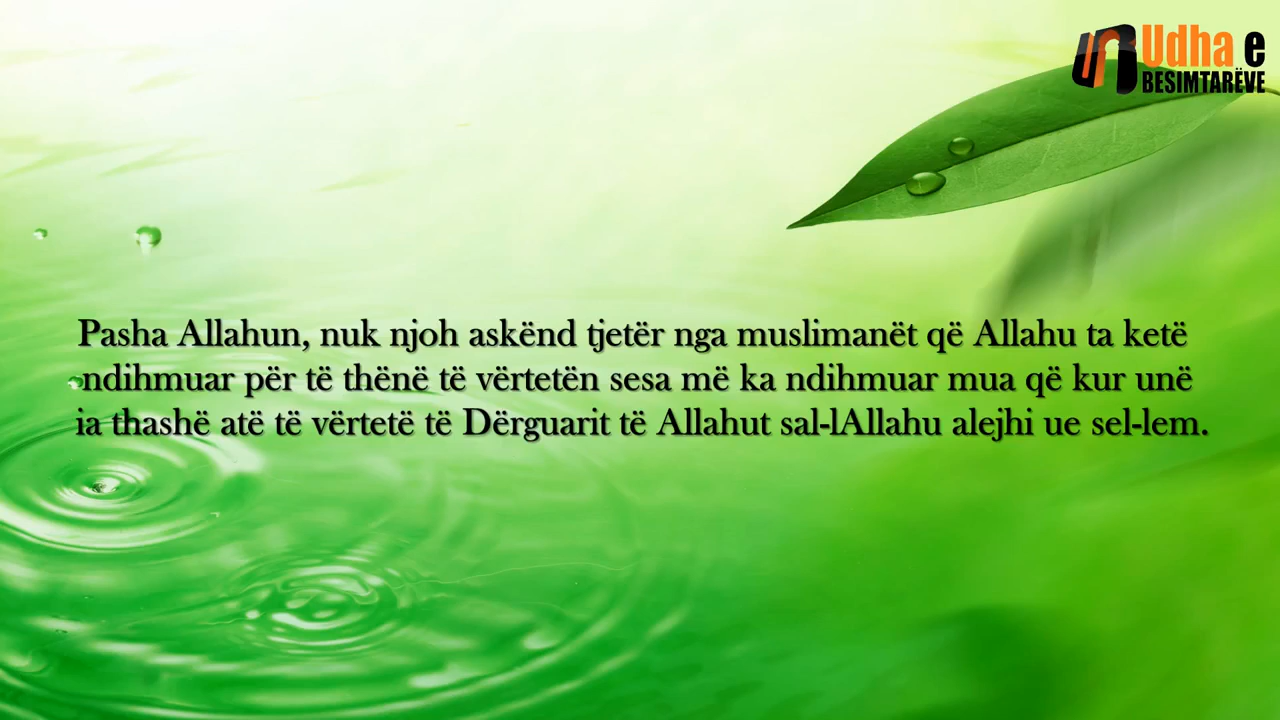 Udha e
BESIMTARËVE
Pasha Allahun, nuk njoh askënd tjetër nga muslimanët që Allahu ta ketë
ndihmuar për të thënë të vërtetën sesa më ka ndihmuar mua që kur unë
ia thashë atë të vërtetë të Dërguarit të Allahut sal-lAllahu alejhi ue sel-lem.